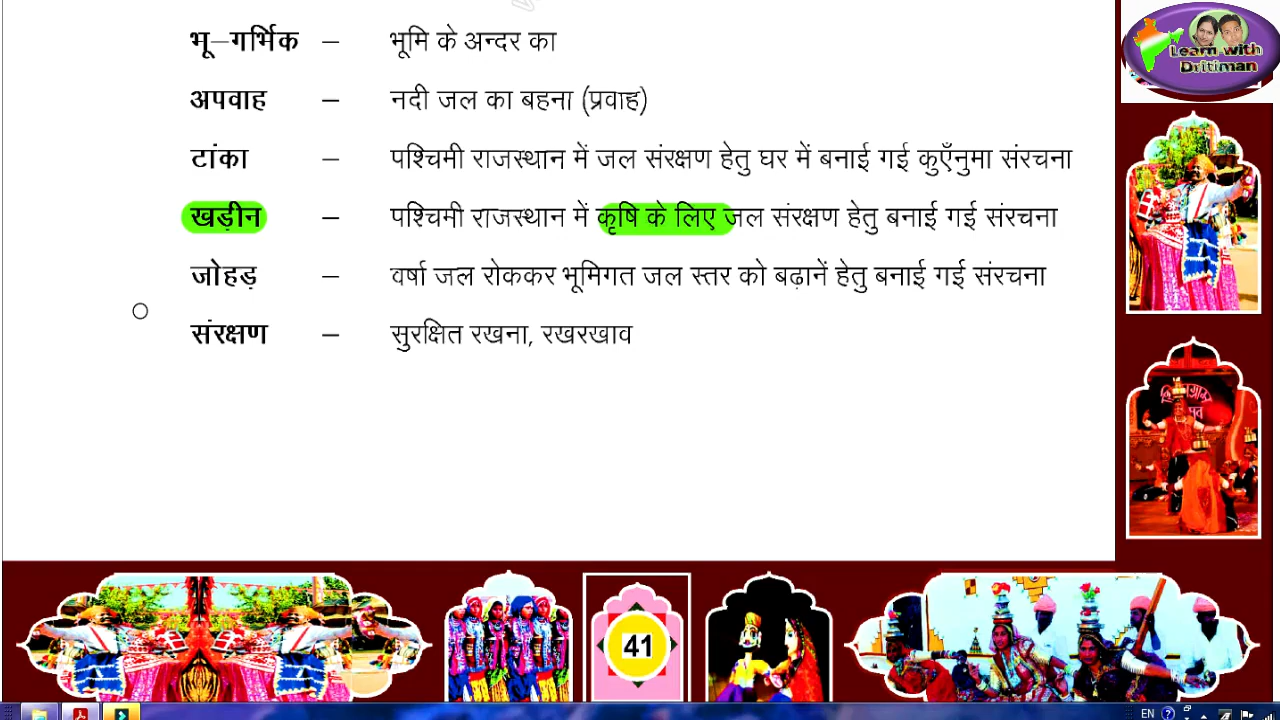 भू–गर्भिक – भूमि के अन्दर का
अपवाह – नदी जल का बहना (प्रवाह)
टांका – पश्चिमी राजस्थान में जल संरक्षण हेतु घर में बनाई गई कुएँनुमा संरचना
खड़ीन – पश्चिमी राजस्थान में कृषि के लिए जल संरक्षण हेतु बनाई गई संरचना
जोहड़ – वर्षा जल रोककर भूमिगत जल स्तर को बढ़ानें हेतु बनाई गई संरचना
संरक्षण – सुरक्षित रखना, रखरखाव
Learn with
Dritiman
41
EN